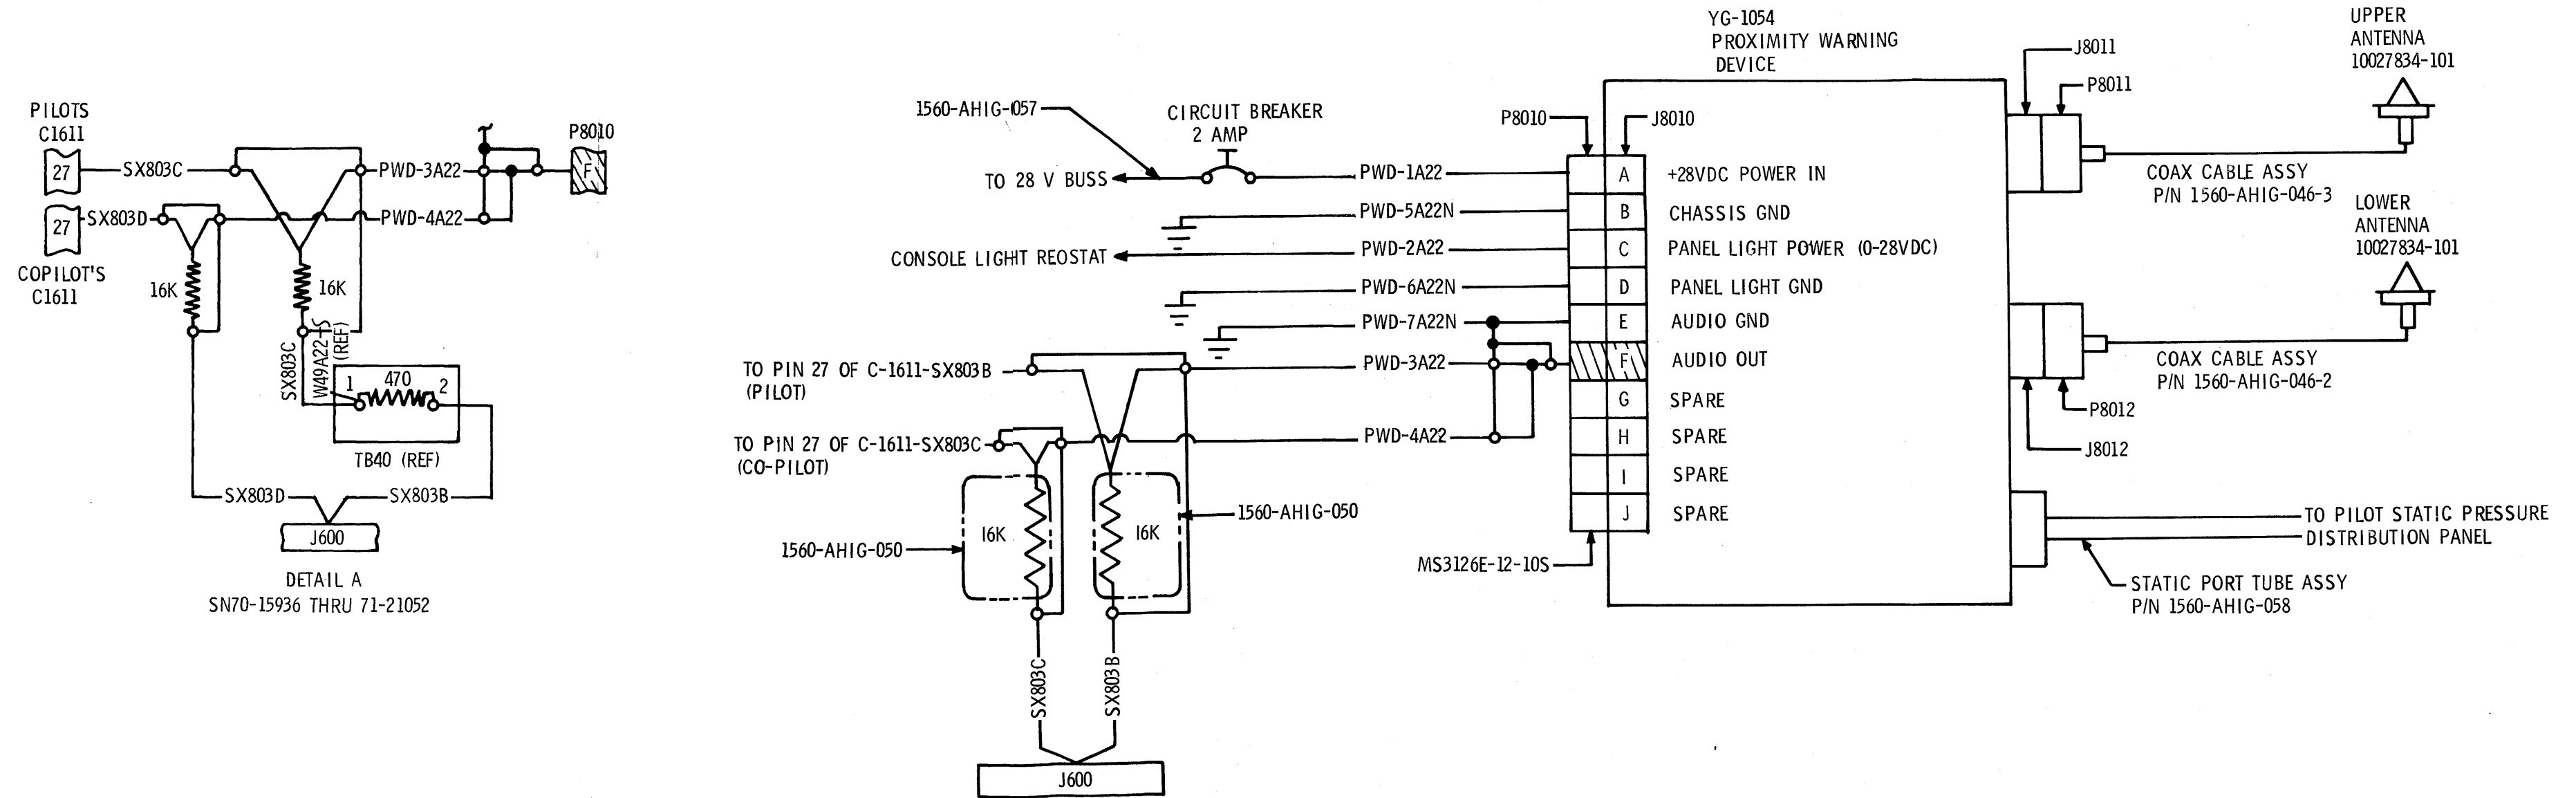 PILOTS
C1611
27
SX803C
PWD-3A22
P8010
F
27
SX803D
PWD-4A22
COPILOT'S
C1611
16K
16K
SX803C
W49A22-S
(REF)
1
470
2
TB40 (REF)
SX803D
SX803B
J600
DETAIL A
SN70-15936 THRU 71-21052
YG-1054
PROXIMITY WARNING
DEVICE
1560-AHIG-057
CIRCUIT BREAKER
2 AMP
P8010
J8010
TO 28 V BUSS
PWD-1A22
A
+28VDC POWER IN
PWD-5A22N
B
CHASSIS GND
CONSOLE LIGHT REOSTAT
PWD-2A22
C
PANEL LIGHT POWER (0-28VDC)
PWD-6A22N
D
PANEL LIGHT GND
PWD-7A22N
E
AUDIO GND
TO PIN 27 OF C-1611-SX803B
(PILOT)
PWD-3A22
F
AUDIO OUT
G
SPARE
TO PIN 27 OF C-1611-SX803C
(CO-PILOT)
PWD-4A22
H
SPARE
I
SPARE
J
SPARE
16K
16K
1560-AHIG-050
1560-AHIG-050
MS3126E-12-10S
SX803C
SX803B
J600
UPPER
ANTENNA
10027834-101
J8011
P8011
COAX CABLE ASSY
P/N 1560-AHIG-046-3
LOWER
ANTENNA
10027834-101
COAX CABLE ASSY
P/N 1560-AHIG-046-2
P8012
J8012
TO PILOT STATIC PRESSURE
DISTRIBUTION PANEL
STATIC PORT TUBE ASSY
P/N 1560-AHIG-058